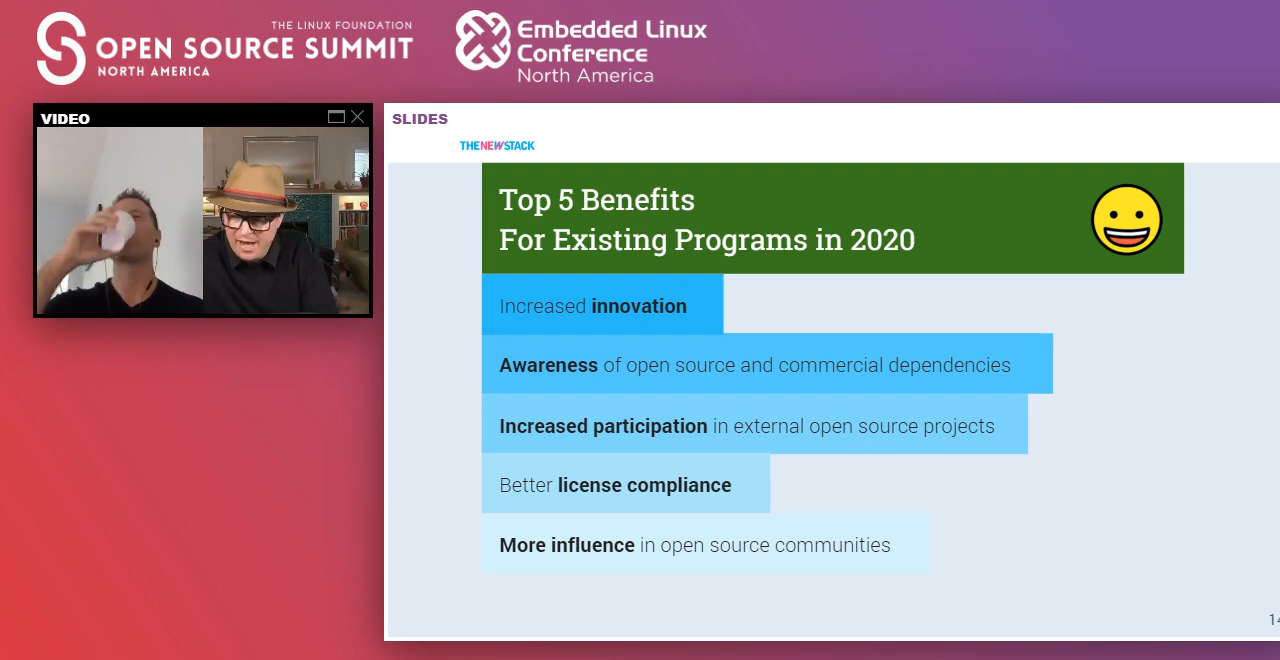 THE LINUX FOUNDATION
OPEN SOURCE SUMMIT
NORTH AMERICA
Embedded Linux
Conference
North America
VIDEO
SLIDES
THENEWSTACK
Top 5 Benefits
For Existing Programs in 2020
Increased innovation
Awareness of open source and commercial dependencies
Increased participation in external open source projects
Better license compliance
More influence in open source communities